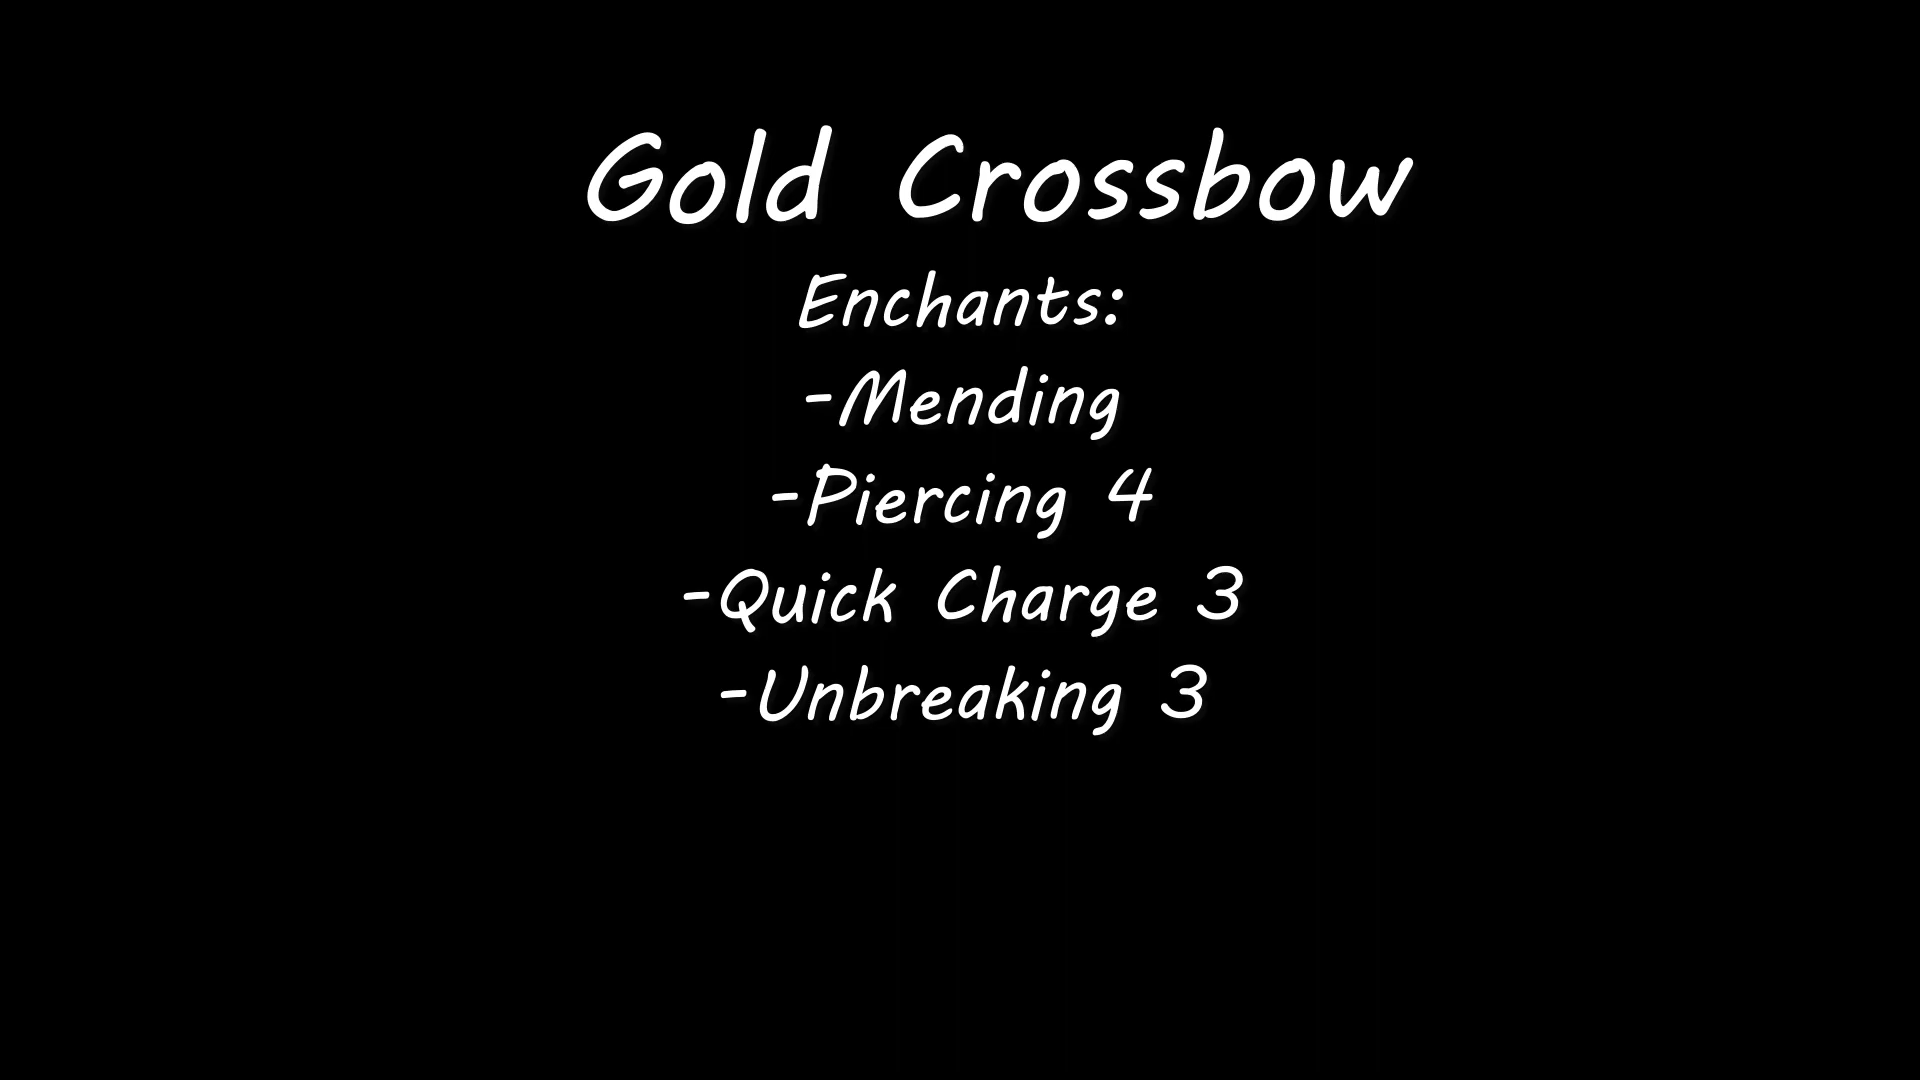 Gold Crossbow
Enchants:
-Mending
-Piercing 4
-Quick Charge 3
-Unbreaking 3